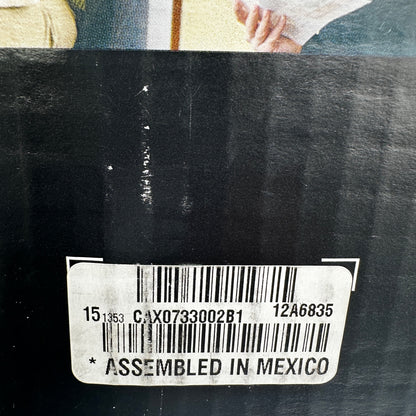 15 1353 CAX0733002B1 12A6835
* ASSEMBLED IN MEXICO